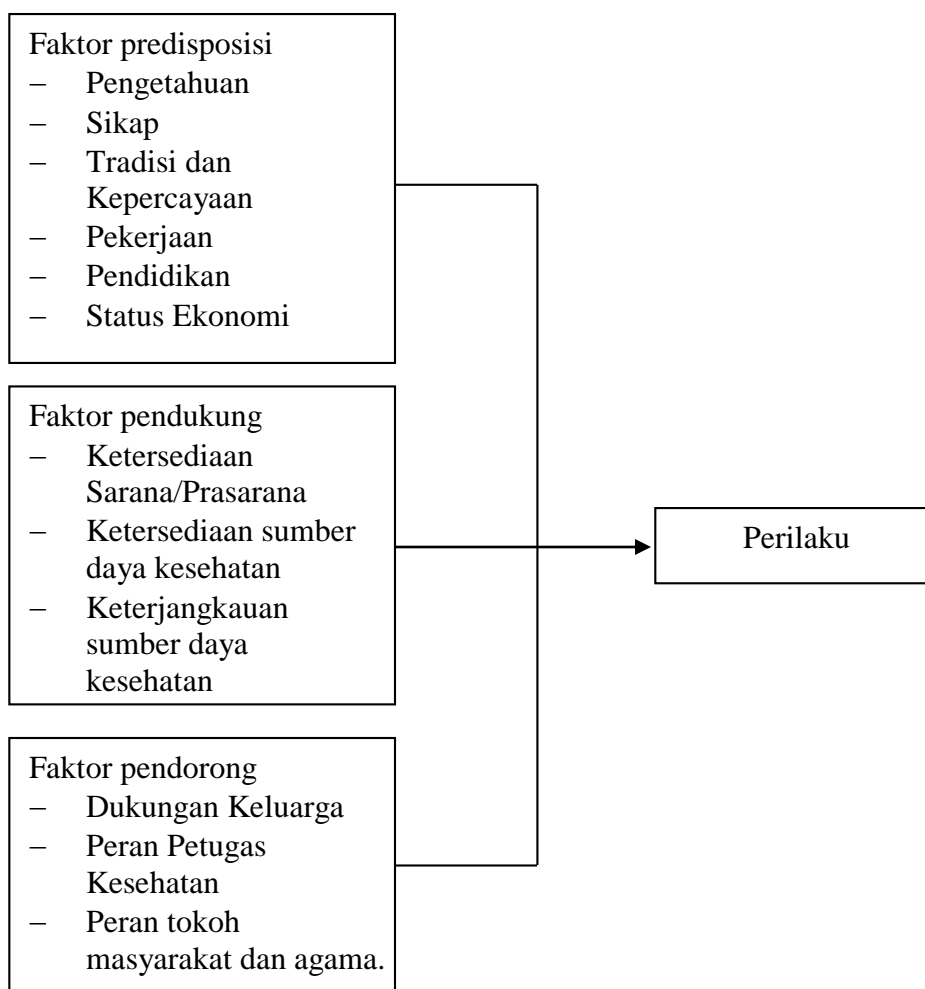 Faktor predisposisi
– Pengetahuan
– Sikap
– Tradisi dan
Kepercayaan
– Pekerjaan
– Pendidikan
– Status Ekonomi
Faktor pendukung
– Ketersediaan
Sarana/Prasarana
– Ketersediaan sumber
daya kesehatan
– Keterjangkauan
sumber daya
kesehatan
Perilaku
Faktor pendorong
– Dukungan Keluarga
– Peran Petugas
Kesehatan
– Peran tokoh
masyarakat dan agama.